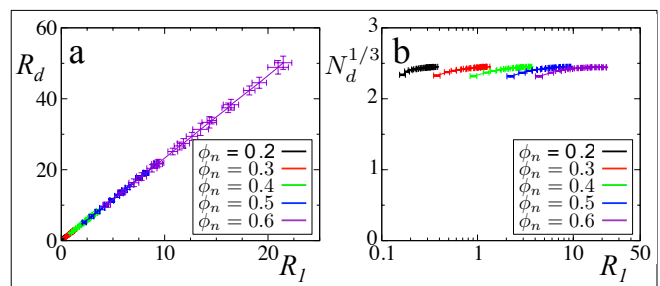 60
40
20
0
R_d
a
ϕ_n = 0.2
ϕ_n = 0.3
ϕ_n = 0.4
ϕ_n = 0.5
ϕ_n = 0.6
0 5 10 15 20
R_1
3
2
1
0
N_d^{1/3}
b
ϕ_n = 0.2
ϕ_n = 0.3
ϕ_n = 0.4
ϕ_n = 0.5
ϕ_n = 0.6
0.1 1 10 50
R_1